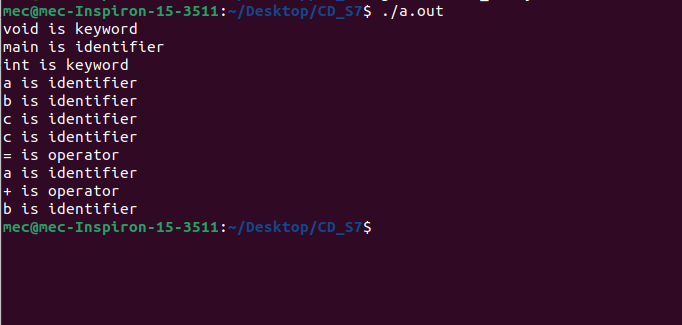 mec@mec-Inspiron-15-3511:~/Desktop/CD_S7$ ./a.out
void is keyword
main is identifier
int is keyword
a is identifier
b is identifier
c is identifier
c is identifier
= is operator
a is identifier
+ is operator
b is identifier
mec@mec-Inspiron-15-3511:~/Desktop/CD_S7$